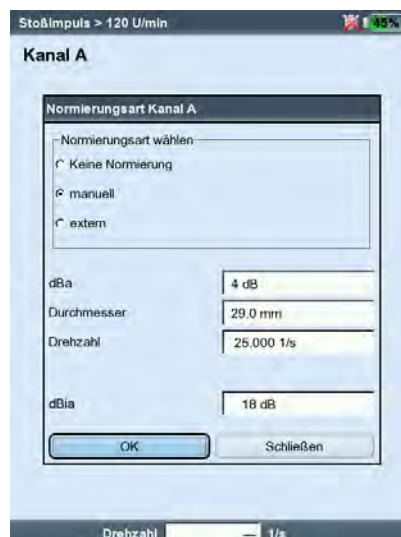 Stoßimpuls > 120 U/min 45%
Kanal A
Normierungsart Kanal A
Normierungsart wählen
Keine Normierung
manuell
extern
dBa 4 dB
Durchmesser 29.0 mm
Drehzahl 25.000 1/s
dBia 18 dB
OK Schließen
Drehzahl --- 1/s